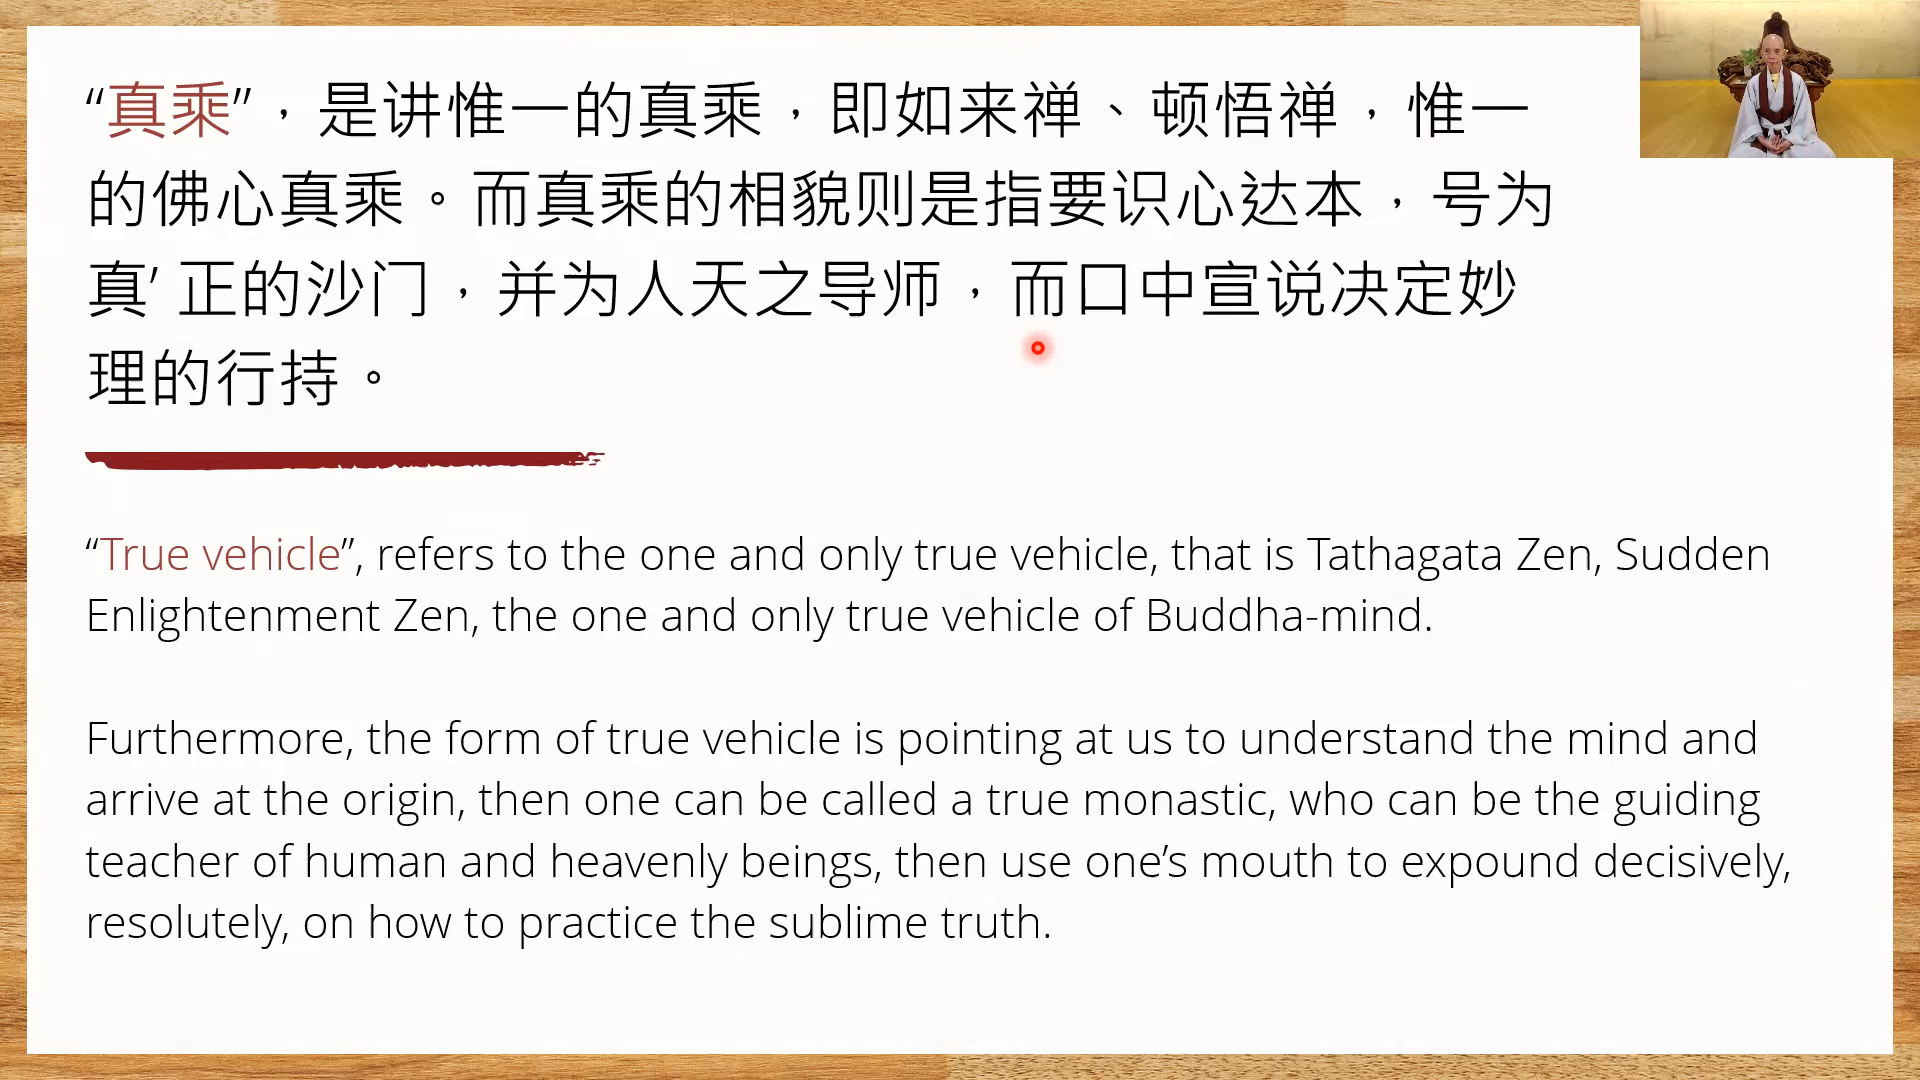 “真乘”，是讲惟一的真乘，即如来禅、顿悟禅，惟一
的佛心真乘。而真乘的相貌则是指要识心达本，号为
真’ 正的沙门，并为人天之导师，而口中宣说决定妙
理的行持。
“True vehicle”, refers to the one and only true vehicle, that is Tathagata Zen, Sudden
Enlightenment Zen, the one and only true vehicle of Buddha-mind.
Furthermore, the form of true vehicle is pointing at us to understand the mind and
arrive at the origin, then one can be called a true monastic, who can be the guiding
teacher of human and heavenly beings, then use one’s mouth to expound decisively,
resolutely, on how to practice the sublime truth.